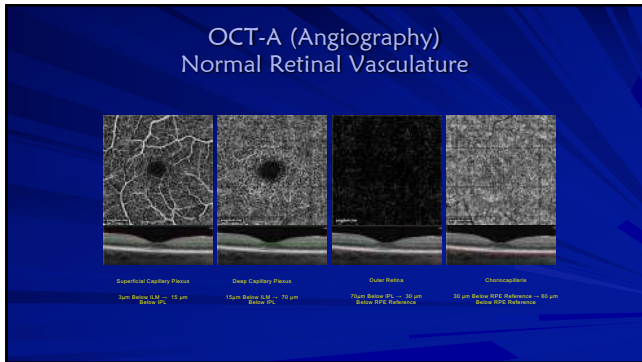 OCT-A (Angiography)
Normal Retinal Vasculature
Superficial Capillary Plexus
3µm Below ILM → 15 µm
Below IPL
Deep Capillary Plexus
15µm Below ILM → 70 µm
Below IPL
Outer Retina
70µm Below IPL → 30 µm
Below RPE Reference
Choriocapillaris
30 µm Below RPE Reference → 60 µm
Below RPE Reference